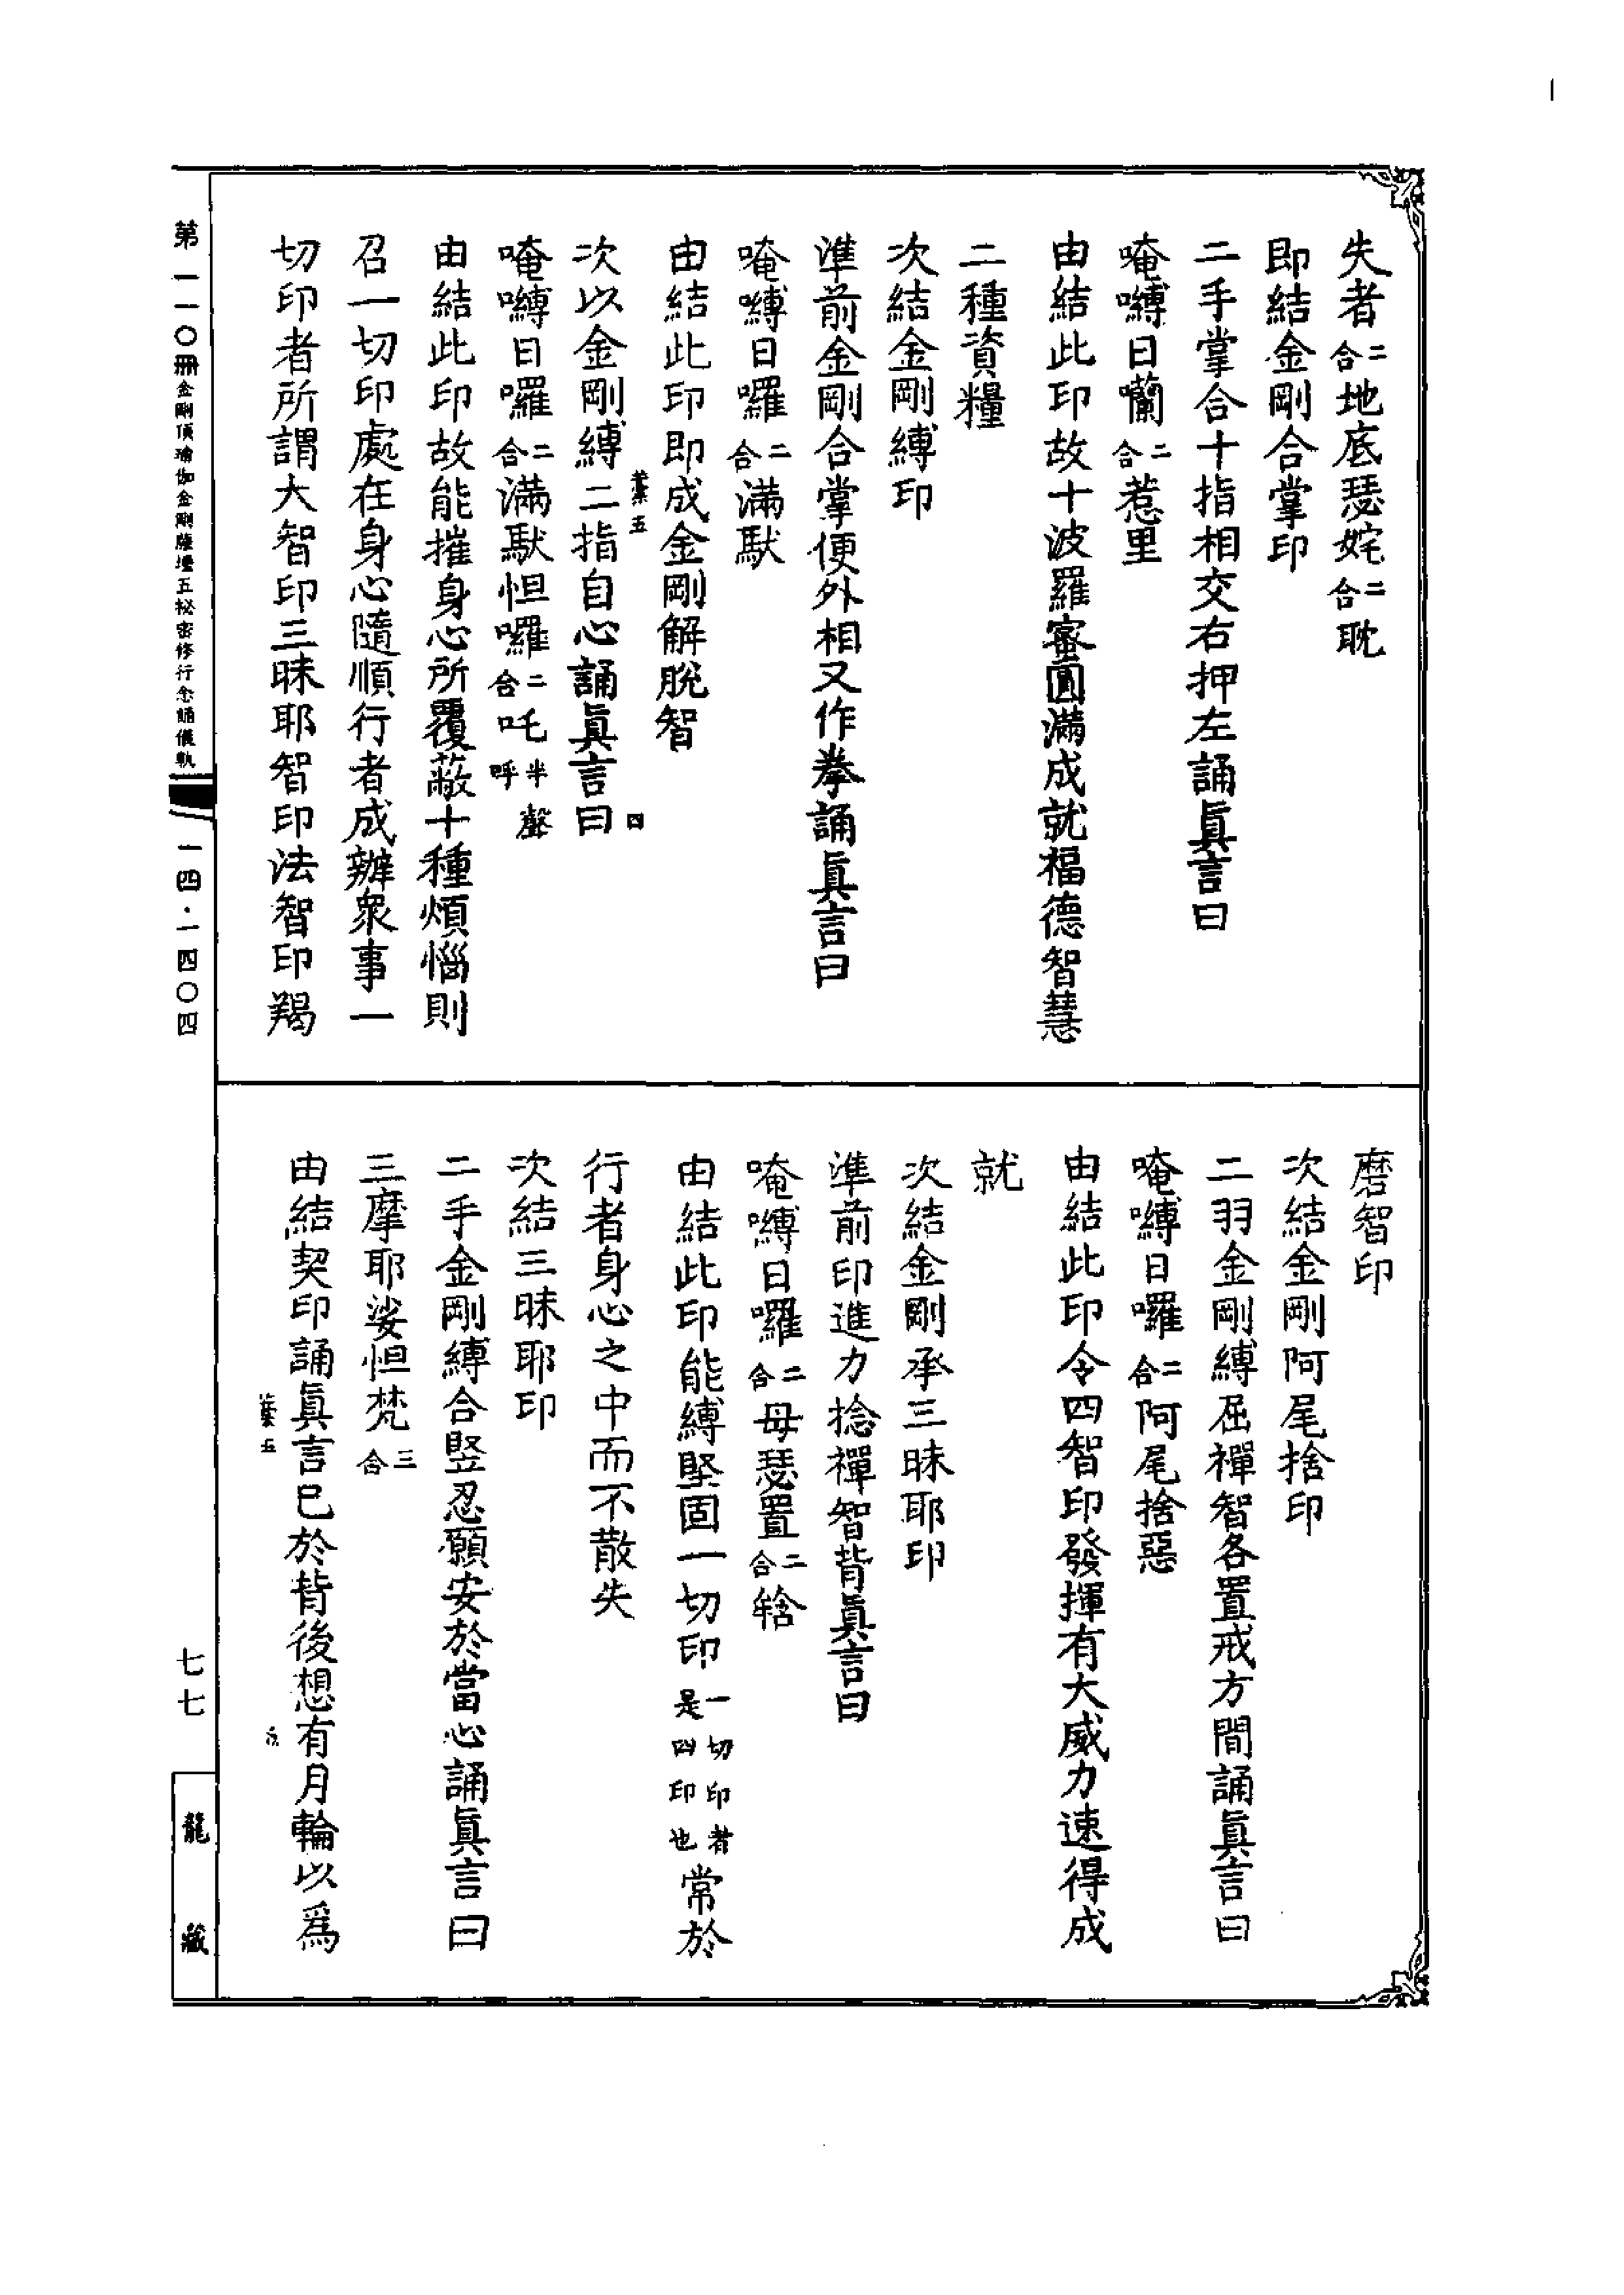 失者二合地底瑟姹二合耽
即結金剛合掌印
二手掌合十指相交右押左誦眞言曰
唵嚩日囒二合惹里
由結此印故十波羅蜜圓滿成就福德智慧
二種資糧
次結金剛縛印
準前金剛合掌便外相叉作拳誦眞言曰
唵嚩日囉二合滿馱
由結此印即成金剛解脫智
葉五
四
次以金剛縛二指自心誦眞言曰
唵嚩日囉二合滿馱怛囉二合吒半聲呼
由結此印故能摧身心所覆蔽十種煩惱則
召一切印處在身心隨順行者成辦衆事一
切印者所謂大智印三昧耶智印法智印羯
磨智印
次結金剛阿尾捨印
二羽金剛縛屈禪智各置戒方間誦眞言曰
唵嚩日囉二合阿尾捨惡
由結此印令四智印發揮有大威力速得成
就
次結金剛承三昧耶印
準前印進力捻禪智背眞言曰
唵嚩日囉二合母瑟置二合𤚥
由結此印能縛堅固一切印一切印者是四印也常於
行者身心之中而不散失
次結三昧耶印
二手金剛縛合竪忍願安於當心誦眞言曰
三摩耶娑怛梵三合
由結契印誦眞言已於背後想有月輪以爲
葉五
第一一〇冊 金剛頂瑜伽金剛薩埵五祕密修行念誦儀軌
一四·一四〇四
七七
龍藏